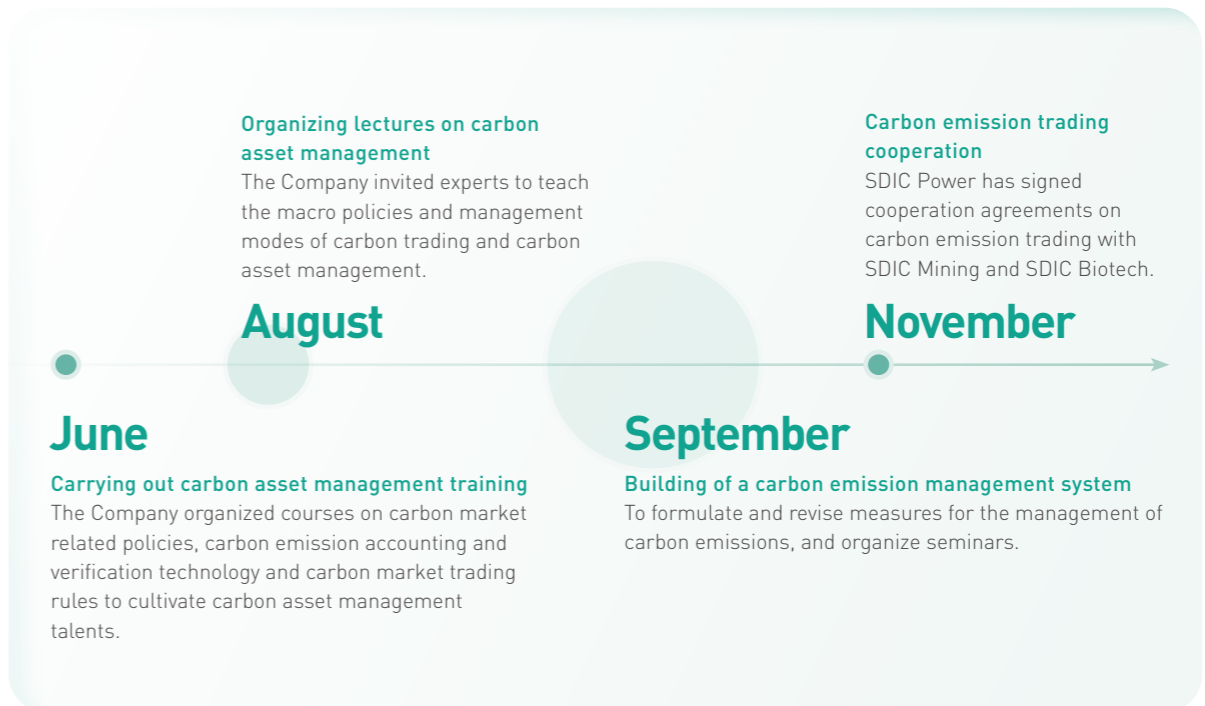 Organizing lectures on carbon
asset management
The Company invited experts to teach
the macro policies and management
modes of carbon trading and carbon
asset management.
August
Carbon emission trading
cooperation
SDIC Power has signed
cooperation agreements on
carbon emission trading with
SDIC Mining and SDIC Biotech.
November
June
Carrying out carbon asset management training
The Company organized courses on carbon market
related policies, carbon emission accounting and
verification technology and carbon market trading
rules to cultivate carbon asset management
talents.
September
Building of a carbon emission management system
To formulate and revise measures for the management of
carbon emissions, and organize seminars.